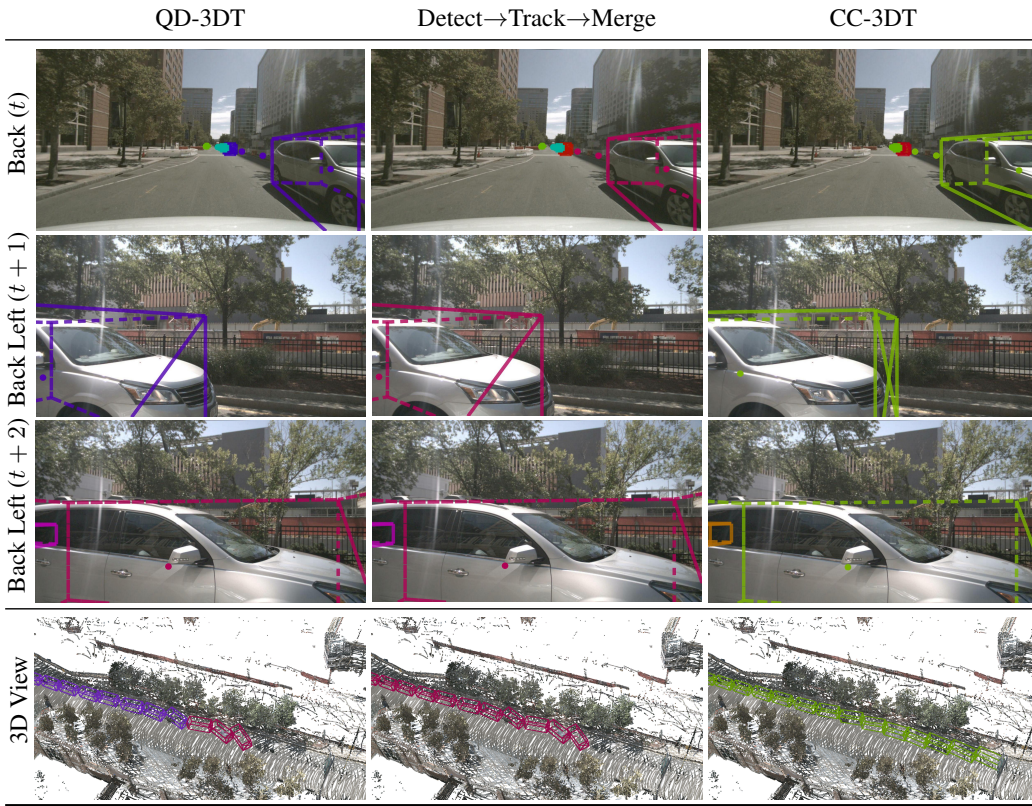 QD-3DT
Detect→Track→Merge
CC-3DT
Back (t)
Back Left (t + 1)
Back Left (t + 2)
3D View